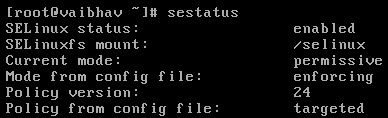 [root@vaibhav ~]# sestatus
SELinux status: enabled
SELinuxfs mount: /selinux
Current mode: permissive
Mode from config file: enforcing
Policy version: 24
Policy from config file: targeted